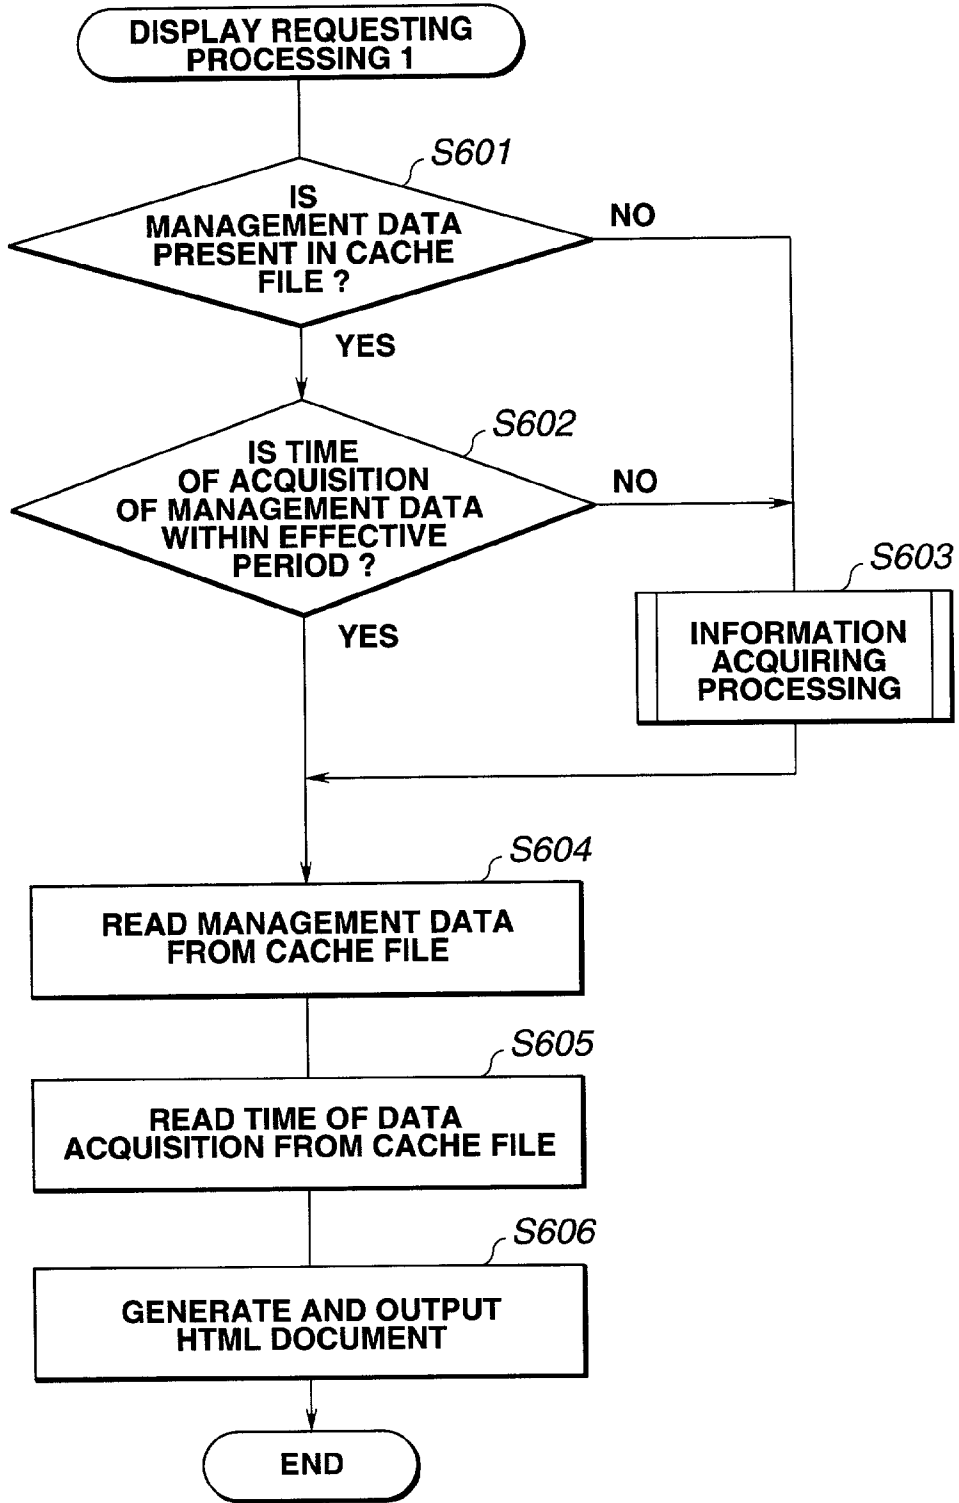 DISPLAY REQUESTING
PROCESSING 1
S601
IS
MANAGEMENT DATA
PRESENT IN CACHE
FILE ?
NO
YES
S602
IS TIME
OF ACQUISITION
OF MANAGEMENT DATA
WITHIN EFFECTIVE
PERIOD ?
NO
YES
S603
INFORMATION
ACQUIRING
PROCESSING
S604
READ MANAGEMENT DATA
FROM CACHE FILE
S605
READ TIME OF DATA
ACQUISITION FROM CACHE FILE
S606
GENERATE AND OUTPUT
HTML DOCUMENT
END